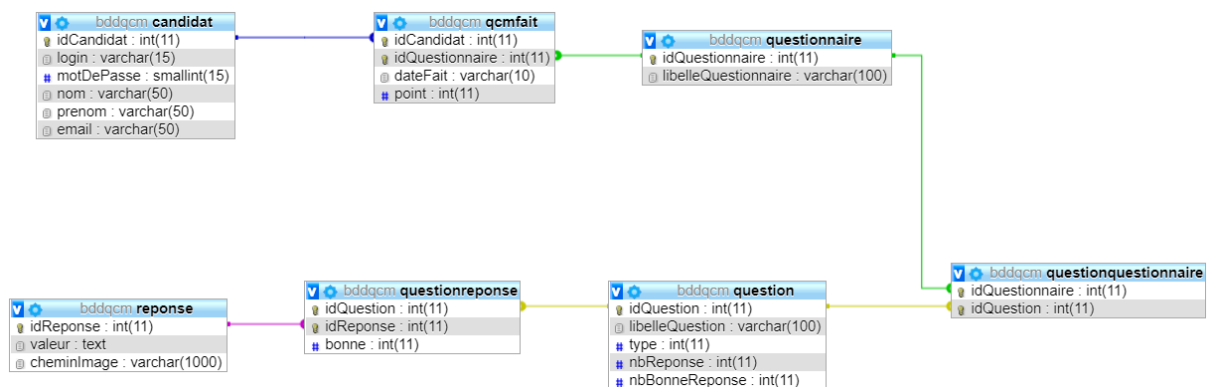 bddqcm candidat
idCandidat : int(11)
login : varchar(15)
motDePasse : smallint(15)
nom : varchar(50)
prenom : varchar(50)
email : varchar(50)
bddqcm qcmfait
idCandidat : int(11)
idQuestionnaire : int(11)
dateFait : varchar(10)
point : int(11)
bddqcm questionnaire
idQuestionnaire : int(11)
libelleQuestionnaire : varchar(100)
bddqcm reponse
idReponse : int(11)
valeur : text
cheminImage : varchar(1000)
bddqcm questionreponse
idQuestion : int(11)
idReponse : int(11)
bonne : int(11)
bddqcm question
idQuestion : int(11)
libelleQuestion : varchar(100)
type : int(11)
nbReponse : int(11)
nbBonneReponse : int(11)
bddqcm questionquestionnaire
idQuestionnaire : int(11)
idQuestion : int(11)